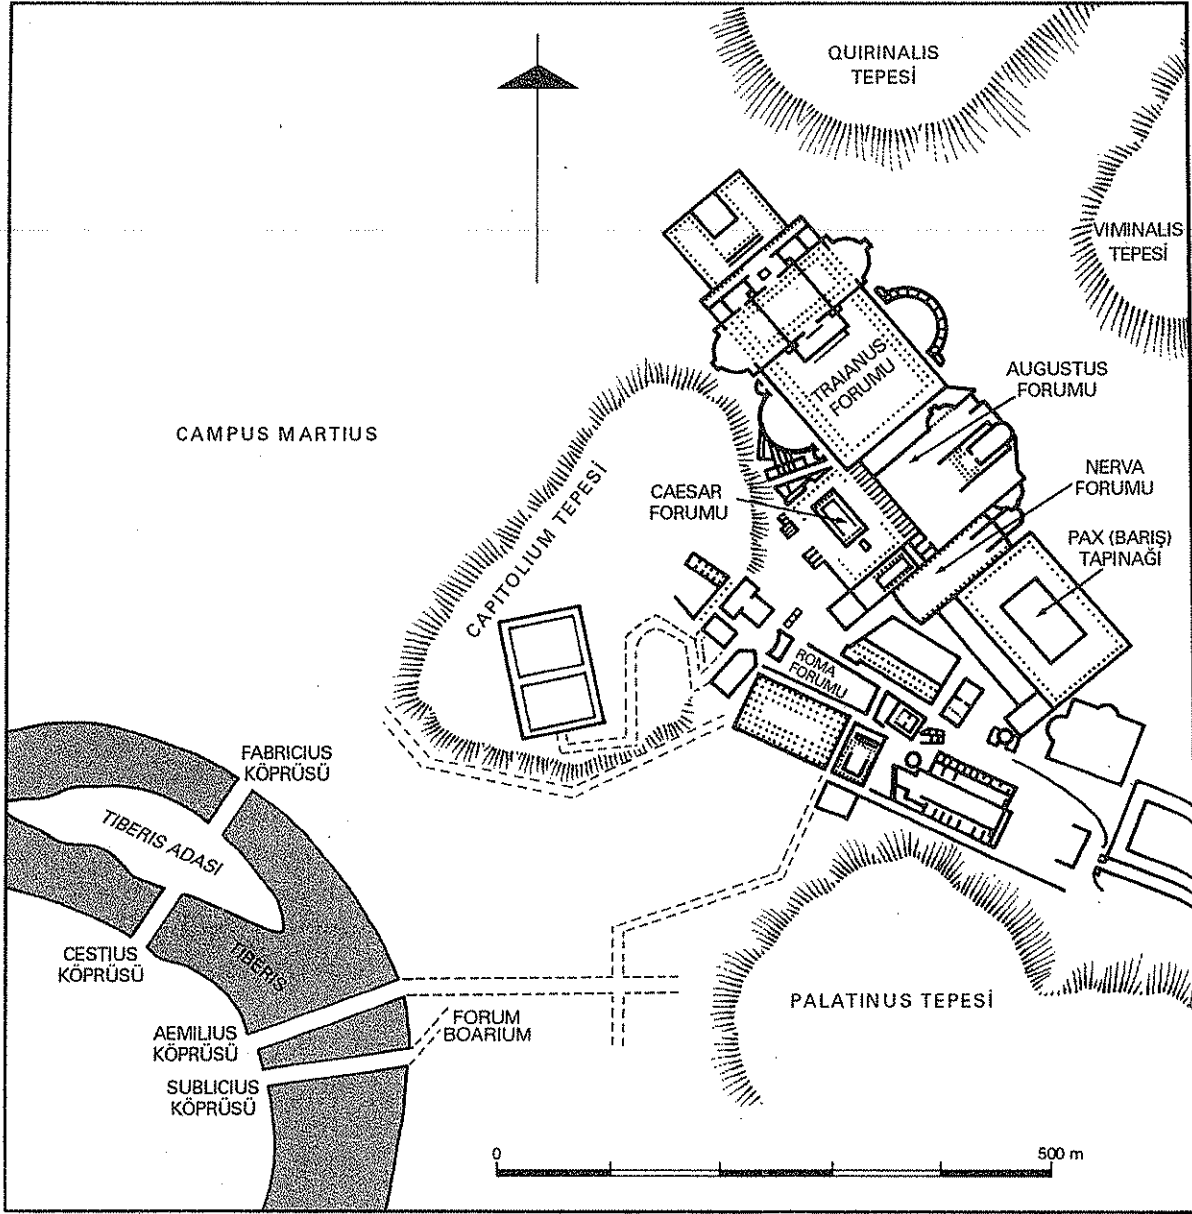 QUIRINALIS
TEPESİ
VIMINALIS
TEPESİ
TRAIANUS
FORUMU
AUGUSTUS
FORUMU
CAMPUS MARTIUS
NERVA
FORUMU
CAESAR
FORUMU
CAPITOLIUM TEPESİ
PAX (BARIŞ)
TAPINAĞI
ROMA
FORUMU
FABRICIUS
KÖPRÜSÜ
TIBERIS ADASI
CESTIUS
KÖPRÜSÜ
TIBERIS
PALATINUS TEPESİ
FORUM
BOARIUM
AEMILIUS
KÖPRÜSÜ
SUBLICIUS
KÖPRÜSÜ
0
500 m